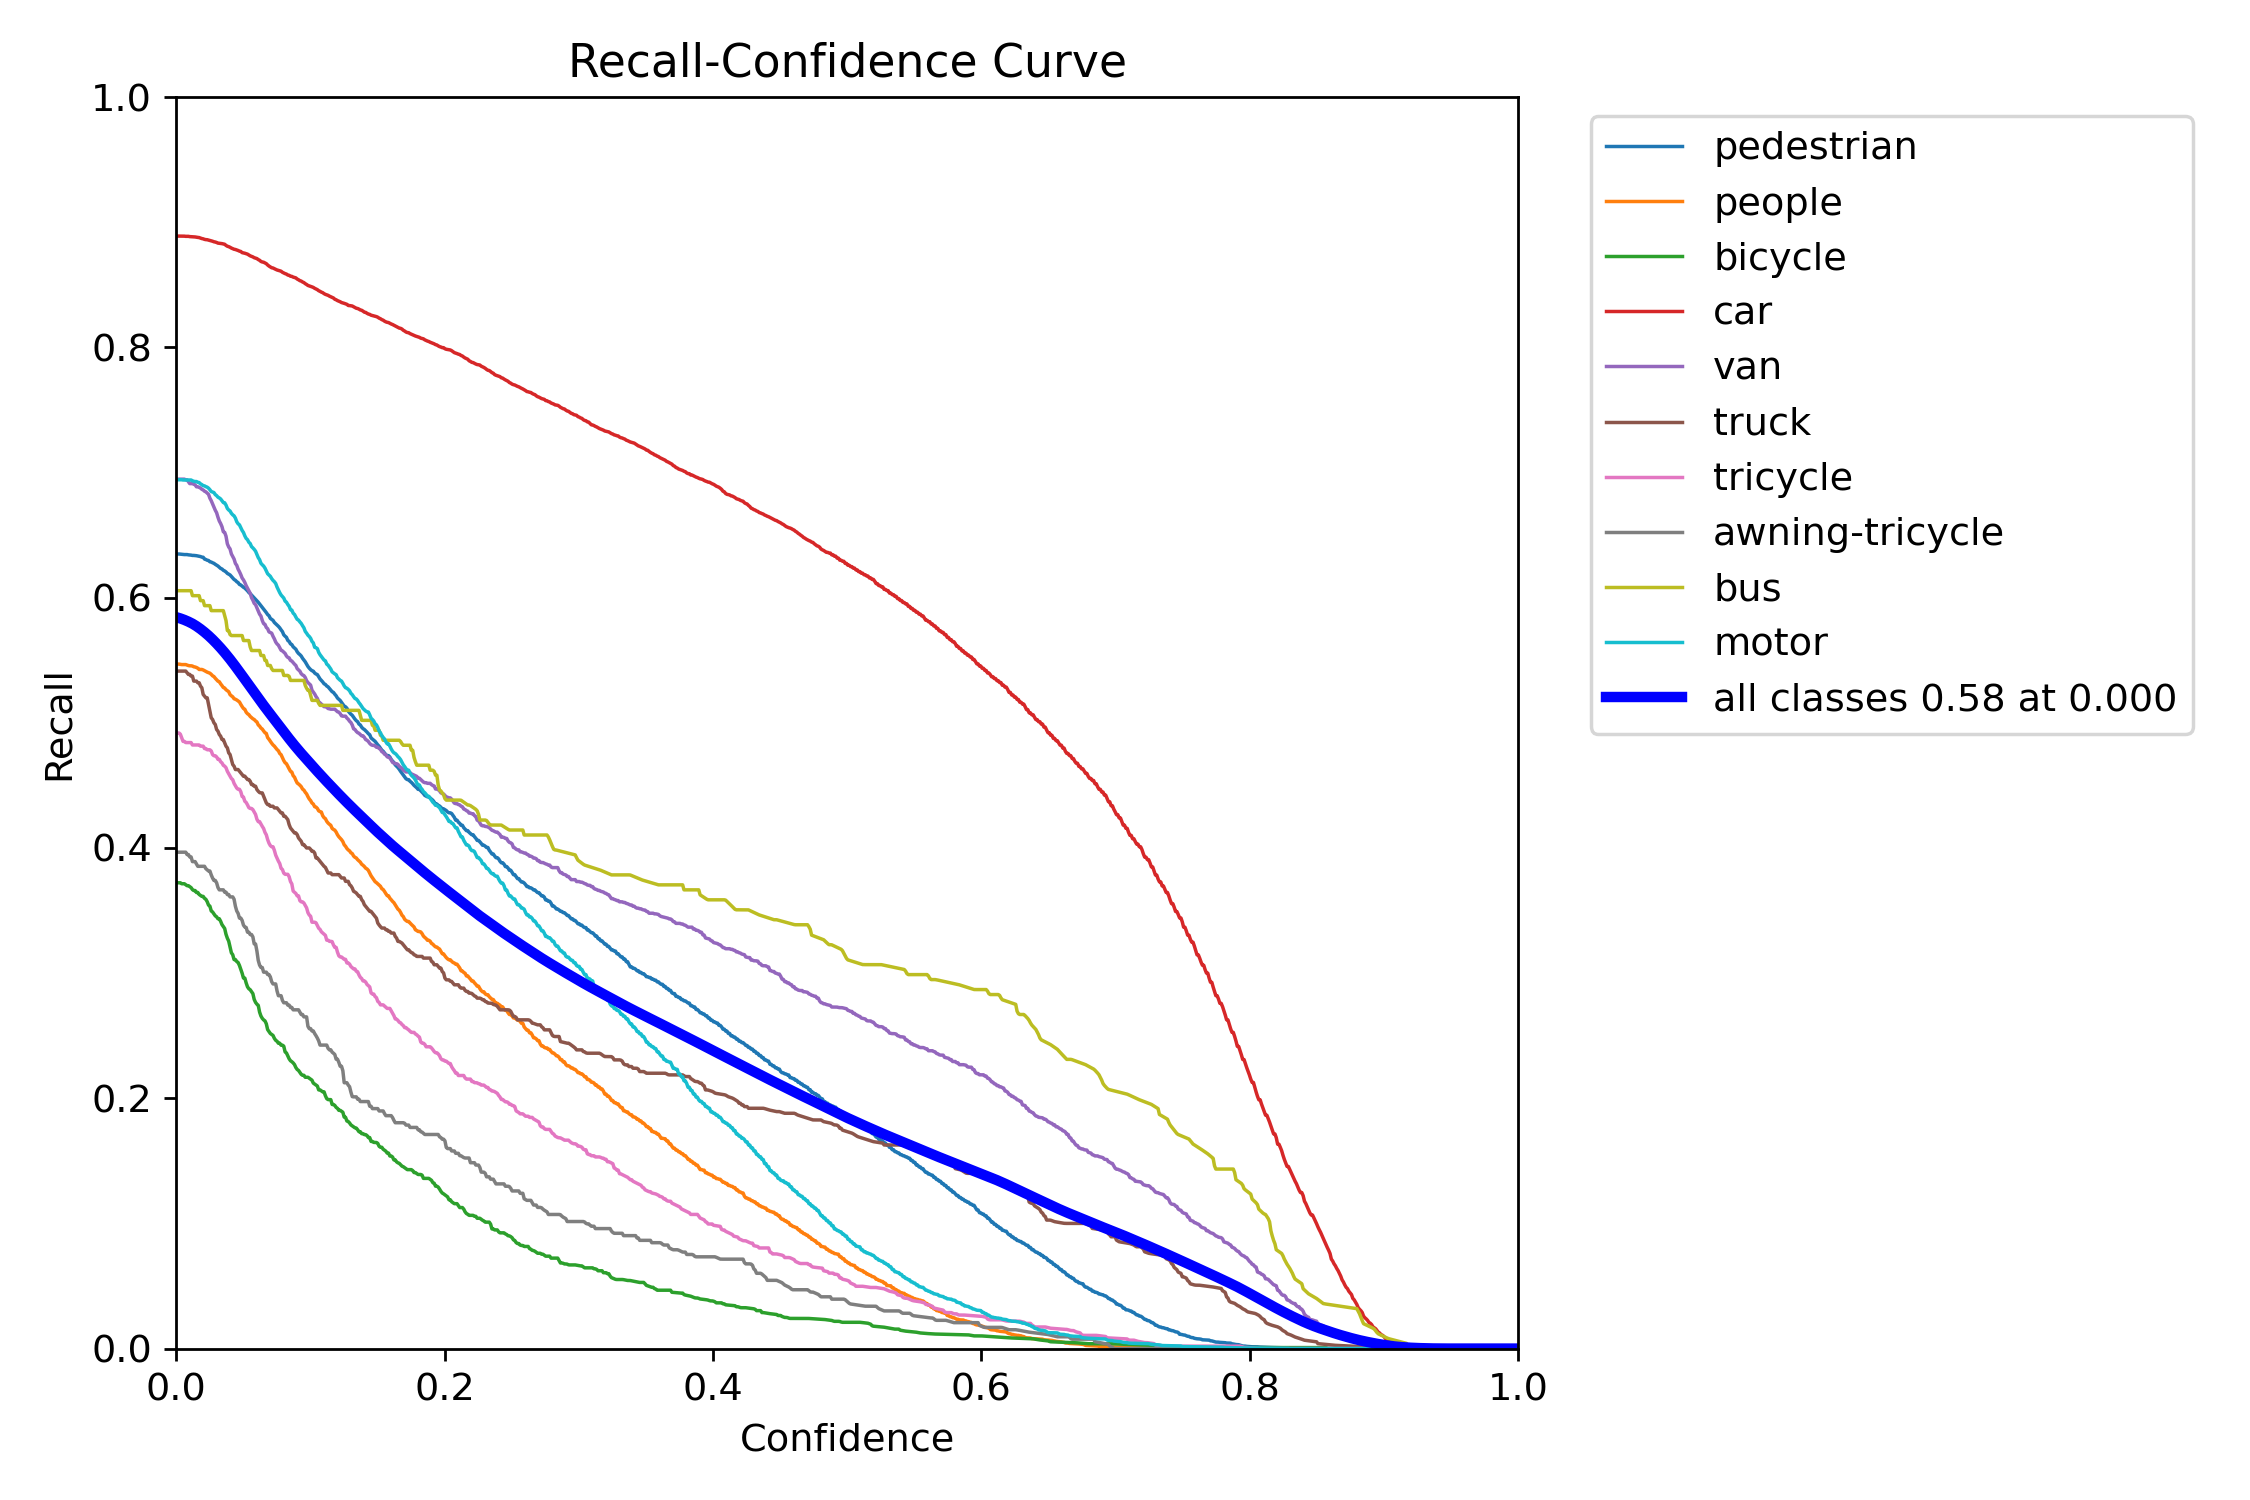 Recall-Confidence Curve
1.0
0.8
0.6
0.4
0.2
0.0
Recall
0.0 0.2 0.4 0.6 0.8 1.0
Confidence
pedestrian
people
bicycle
car
van
truck
tricycle
awning-tricycle
bus
motor
all classes 0.58 at 0.000